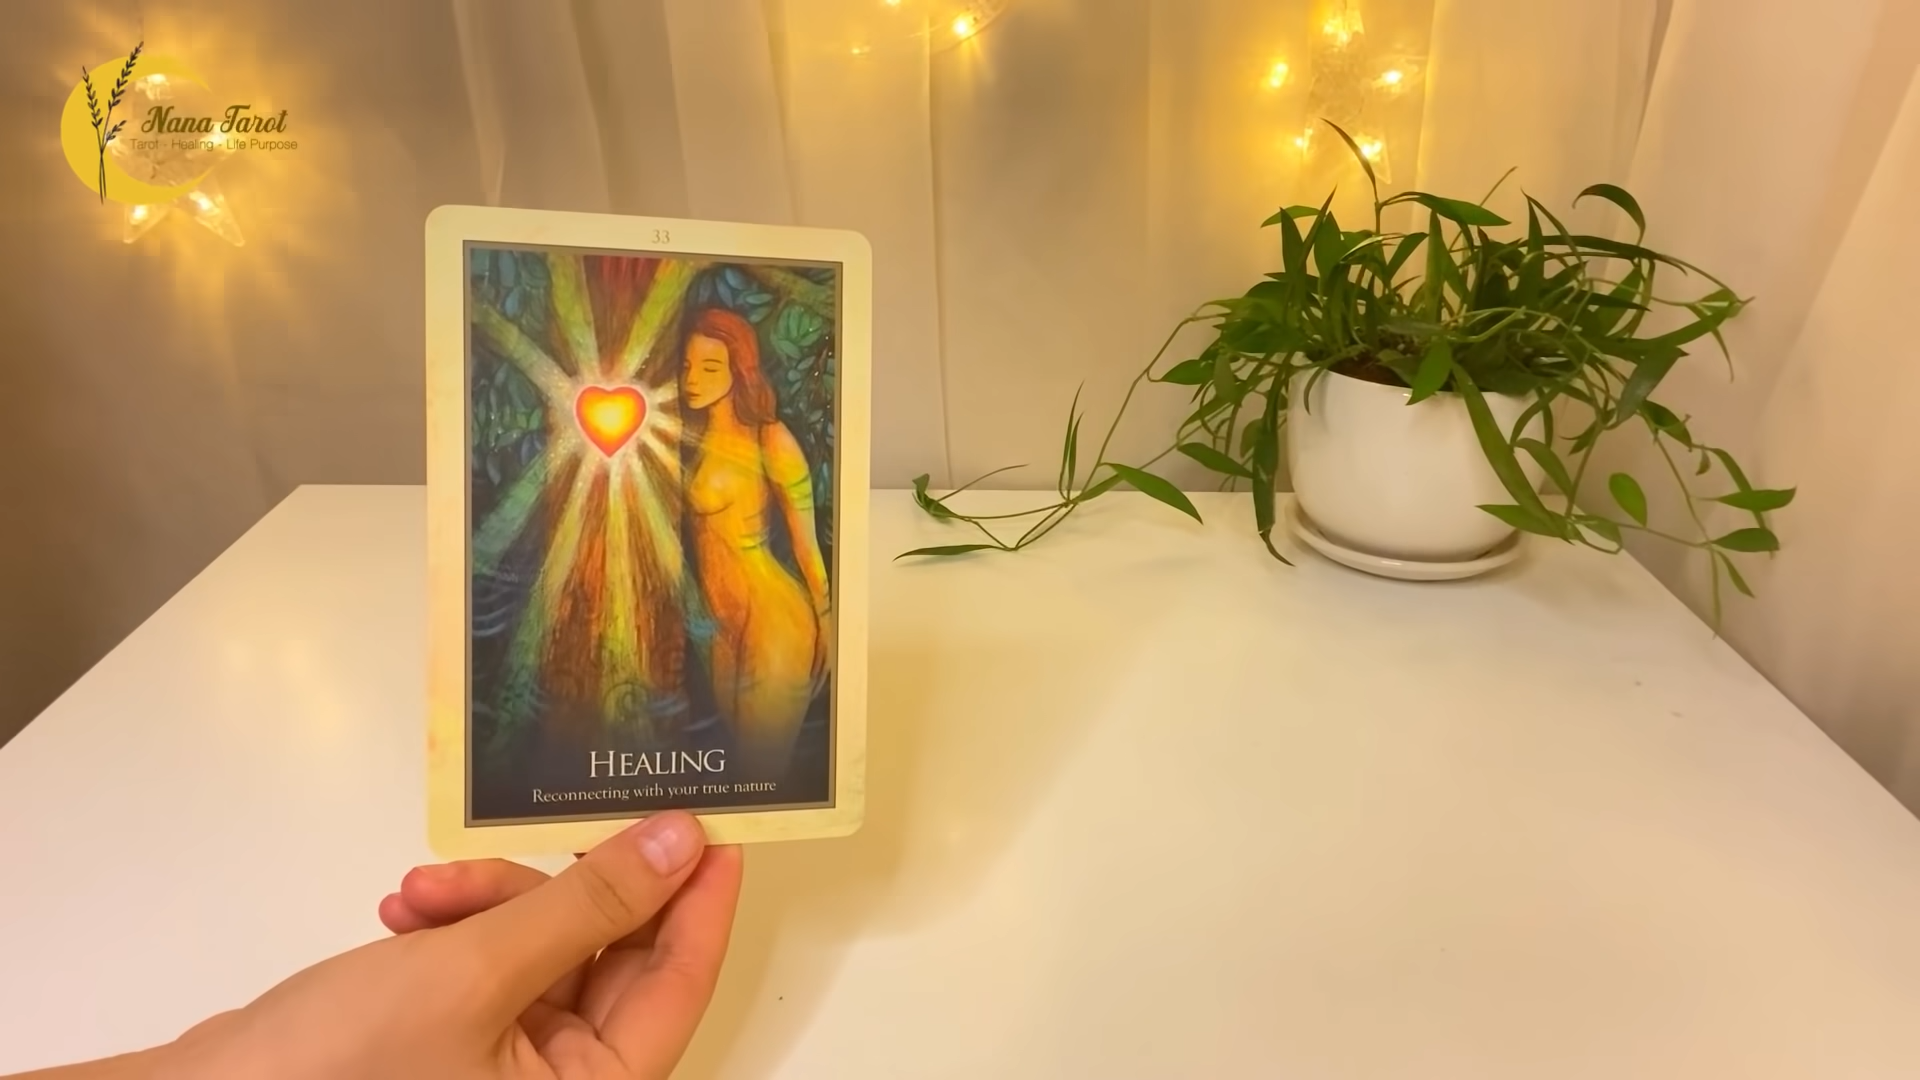 Nana Tarot
Tarot - Healing - Life Purpose
33
HEALING
Reconnecting with your true nature